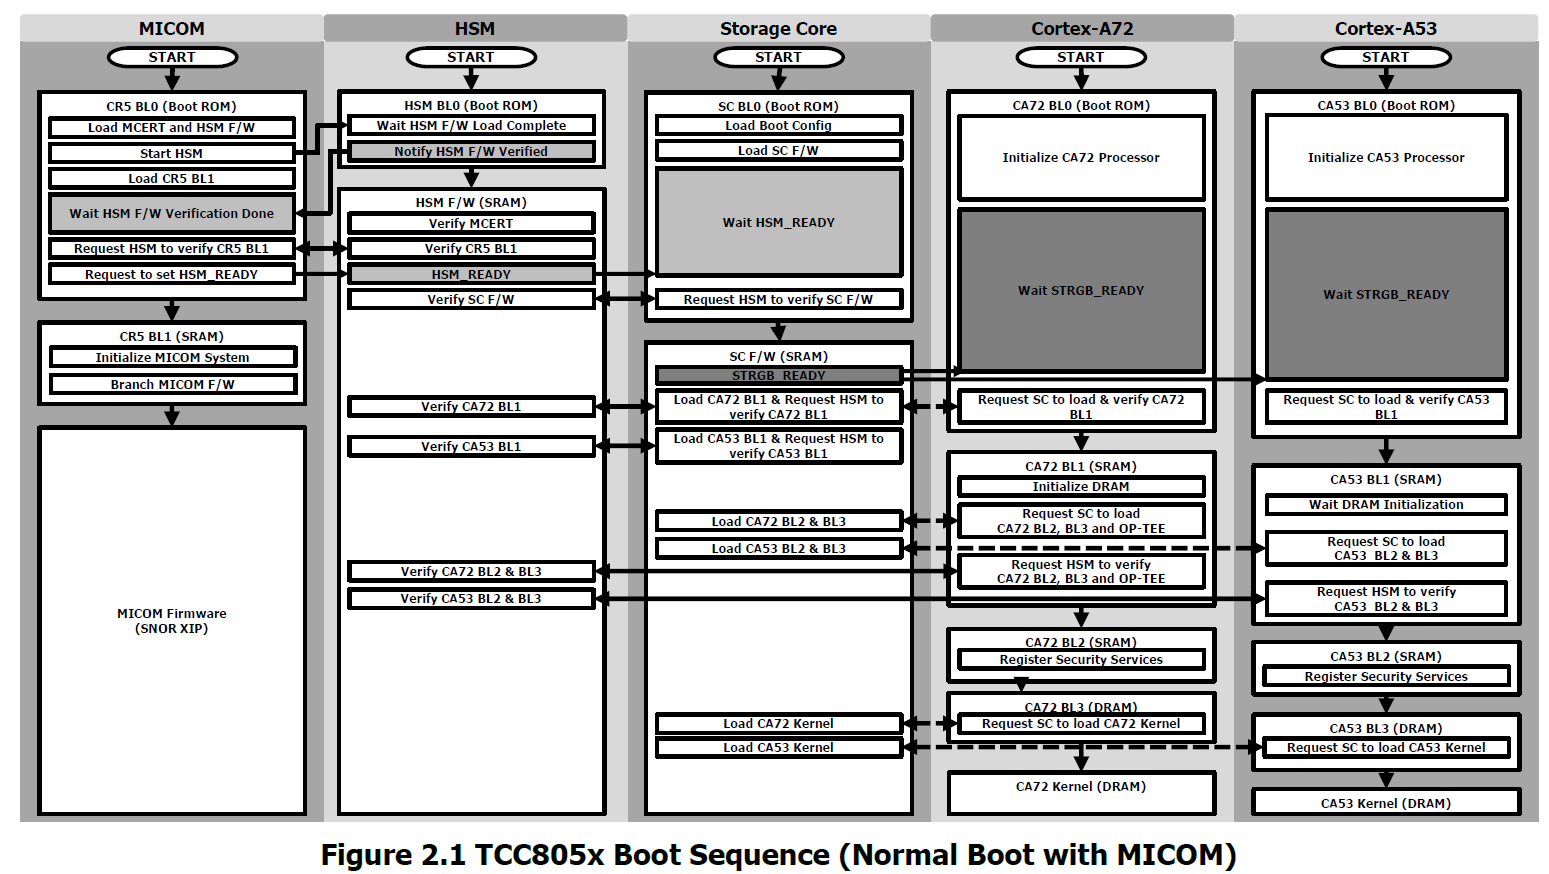 MICOM
START
CR5 BL0 (Boot ROM)
Load MCERT and HSM F/W
Start HSM
Load CR5 BL1
Wait HSM F/W Verification Done
Request HSM to verify CR5 BL1
Request to set HSM_READY
CR5 BL1 (SRAM)
Initialize MICOM System
Branch MICOM F/W
MICOM Firmware
(SNOR XIP)
HSM
START
HSM BL0 (Boot ROM)
Wait HSM F/W Load Complete
Notify HSM F/W Verified
HSM F/W (SRAM)
Verify MCERT
Verify CR5 BL1
HSM_READY
Verify SC F/W
Verify CA72 BL1
Verify CA53 BL1
Verify CA72 BL2 & BL3
Verify CA53 BL2 & BL3
Storage Core
START
SC BL0 (Boot ROM)
Load Boot Config
Load SC F/W
Wait HSM_READY
Request HSM to verify SC F/W
SC F/W (SRAM)
STRGB_READY
Load CA72 BL1 & Request HSM to
verify CA72 BL1
Load CA53 BL1 & Request HSM to
verify CA53 BL1
Load CA72 BL2 & BL3
Load CA53 BL2 & BL3
Load CA72 Kernel
Load CA53 Kernel
Cortex-A72
START
CA72 BL0 (Boot ROM)
Initialize CA72 Processor
Wait STRGB_READY
Request SC to load & verify CA72
BL1
CA72 BL1 (SRAM)
Initialize DRAM
Request SC to load
CA72 BL2, BL3 and OP-TEE
Request HSM to verify
CA72 BL2, BL3 and OP-TEE
CA72 BL2 (SRAM)
Register Security Services
CA72 BL3 (DRAM)
Request SC to load CA72 Kernel
CA72 Kernel (DRAM)
Cortex-A53
START
CA53 BL0 (Boot ROM)
Initialize CA53 Processor
Wait STRGB_READY
Request SC to load & verify CA53
BL1
CA53 BL1 (SRAM)
Wait DRAM Initialization
Request SC to load
CA53 BL2 & BL3
Request HSM to verify
CA53 BL2 & BL3
CA53 BL2 (SRAM)
Register Security Services
CA53 BL3 (DRAM)
Request SC to load CA53 Kernel
CA53 Kernel (DRAM)
Figure 2.1 TCC805x Boot Sequence (Normal Boot with MICOM)